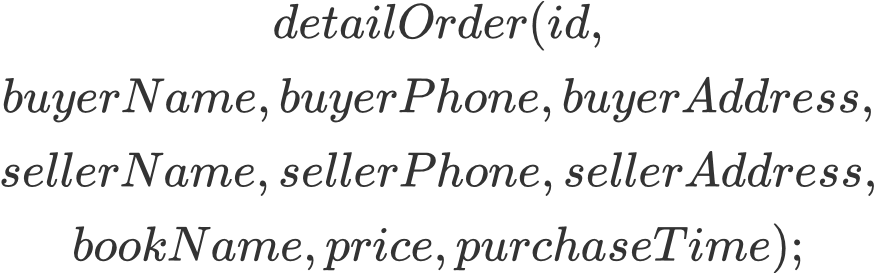 detailOrder(id,
buyerName, buyerPhone, buyerAddress,
sellerName, sellerPhone, sellerAddress,
bookName, price, purchaseTime);